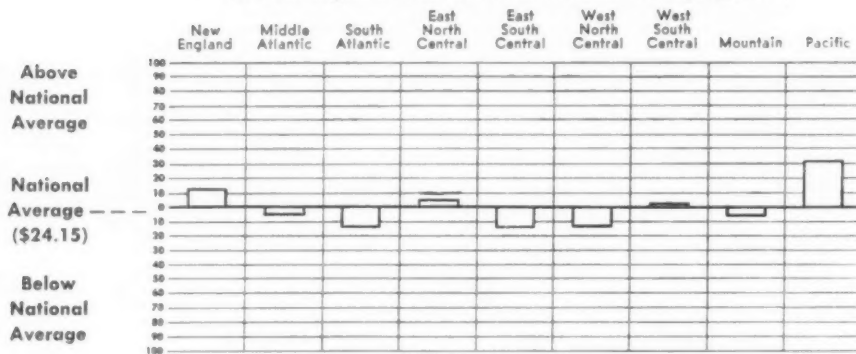 New England
Middle Atlantic
South Atlantic
East North Central
East South Central
West North Central
West South Central
Mountain
Pacific
Above
National
Average
National
Average
($24.15)
Below
National
Average
100
90
80
70
60
50
40
30
20
10
0
10
20
30
40
50
60
70
80
90
100